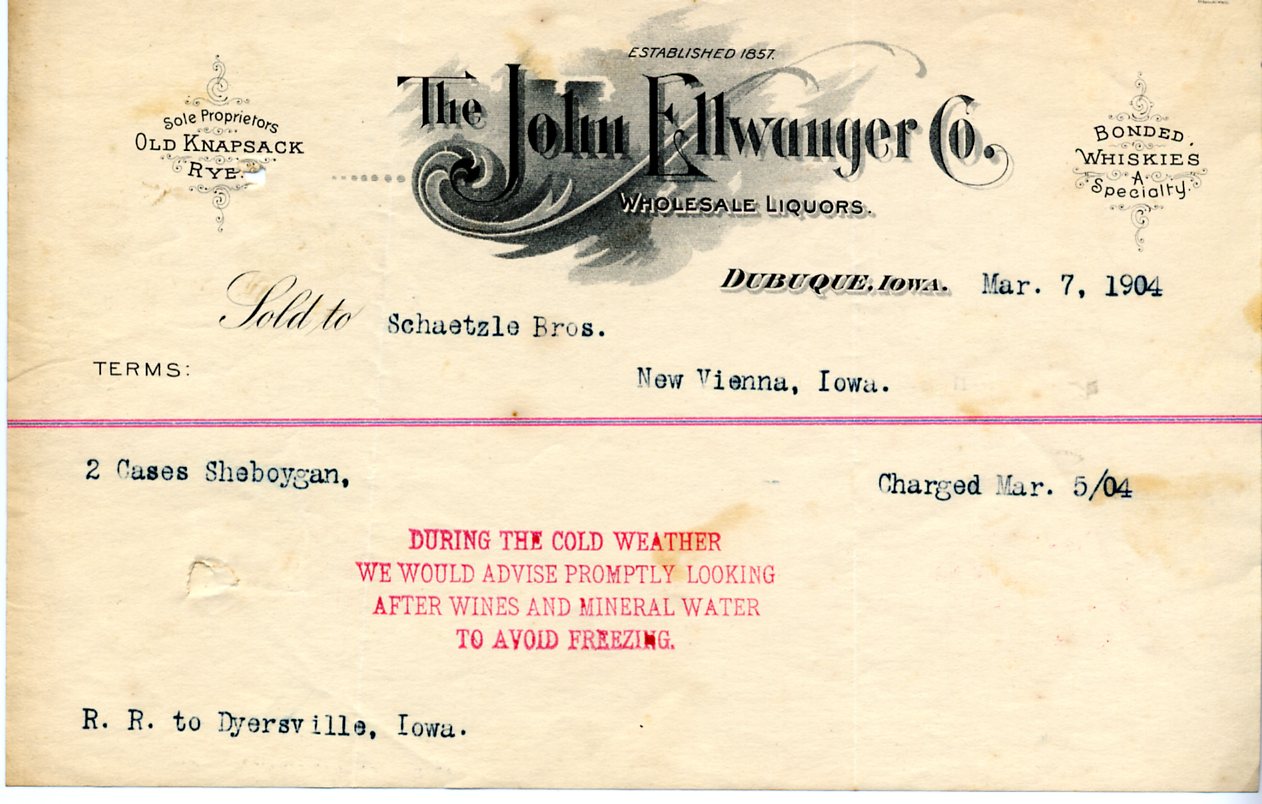 ESTABLISHED 1857.
The John Ellwanger Co.
WHOLESALE LIQUORS.
Sole Proprietors
OLD KNAPSACK
RYE.
BONDED
WHISKIES
A
Specialty.
DUBUQUE, IOWA. Mar. 7, 1904
Sold to Schaetzle Bros.
TERMS:
New Vienna, Iowa.
2 Cases Sheboygan, Charged Mar. 5/04
DURING THE COLD WEATHER
WE WOULD ADVISE PROMPTLY LOOKING
AFTER WINES AND MINERAL WATER
TO AVOID FREEZING.
R. R. to Dyersville, Iowa.